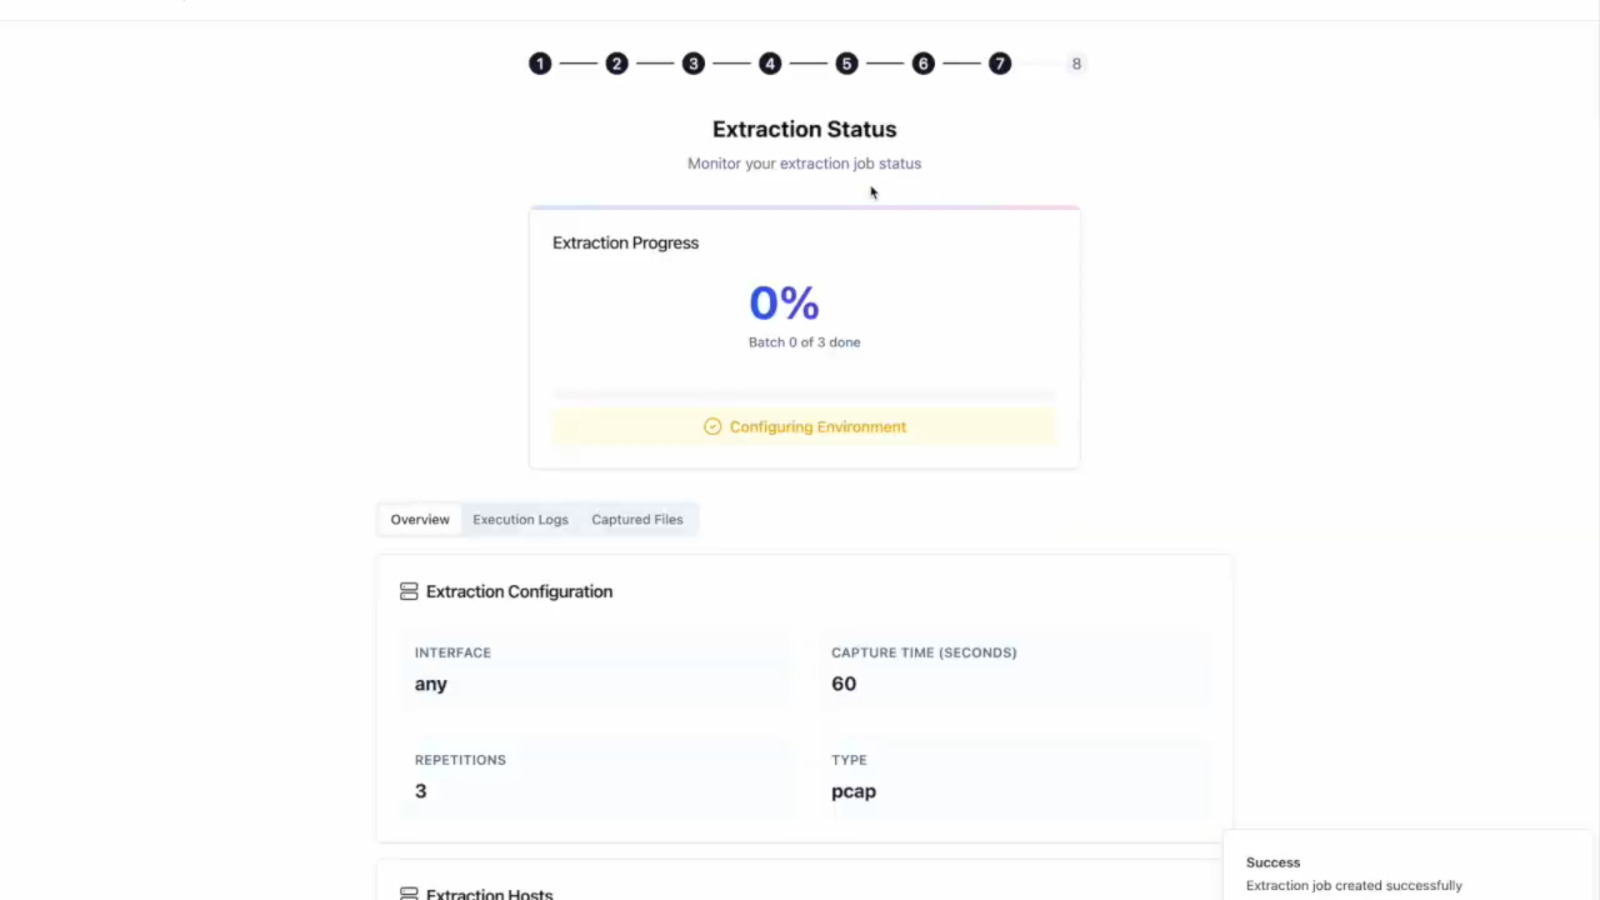 1 2 3 4 5 6 7 8
Extraction Status
Monitor your extraction job status
Extraction Progress
0%
Batch 0 of 3 done
Configuring Environment
Overview Execution Logs Captured Files
Extraction Configuration
INTERFACE
any
CAPTURE TIME (SECONDS)
60
REPETITIONS
3
TYPE
pcap
Extraction Hosts
Success
Extraction job created successfully